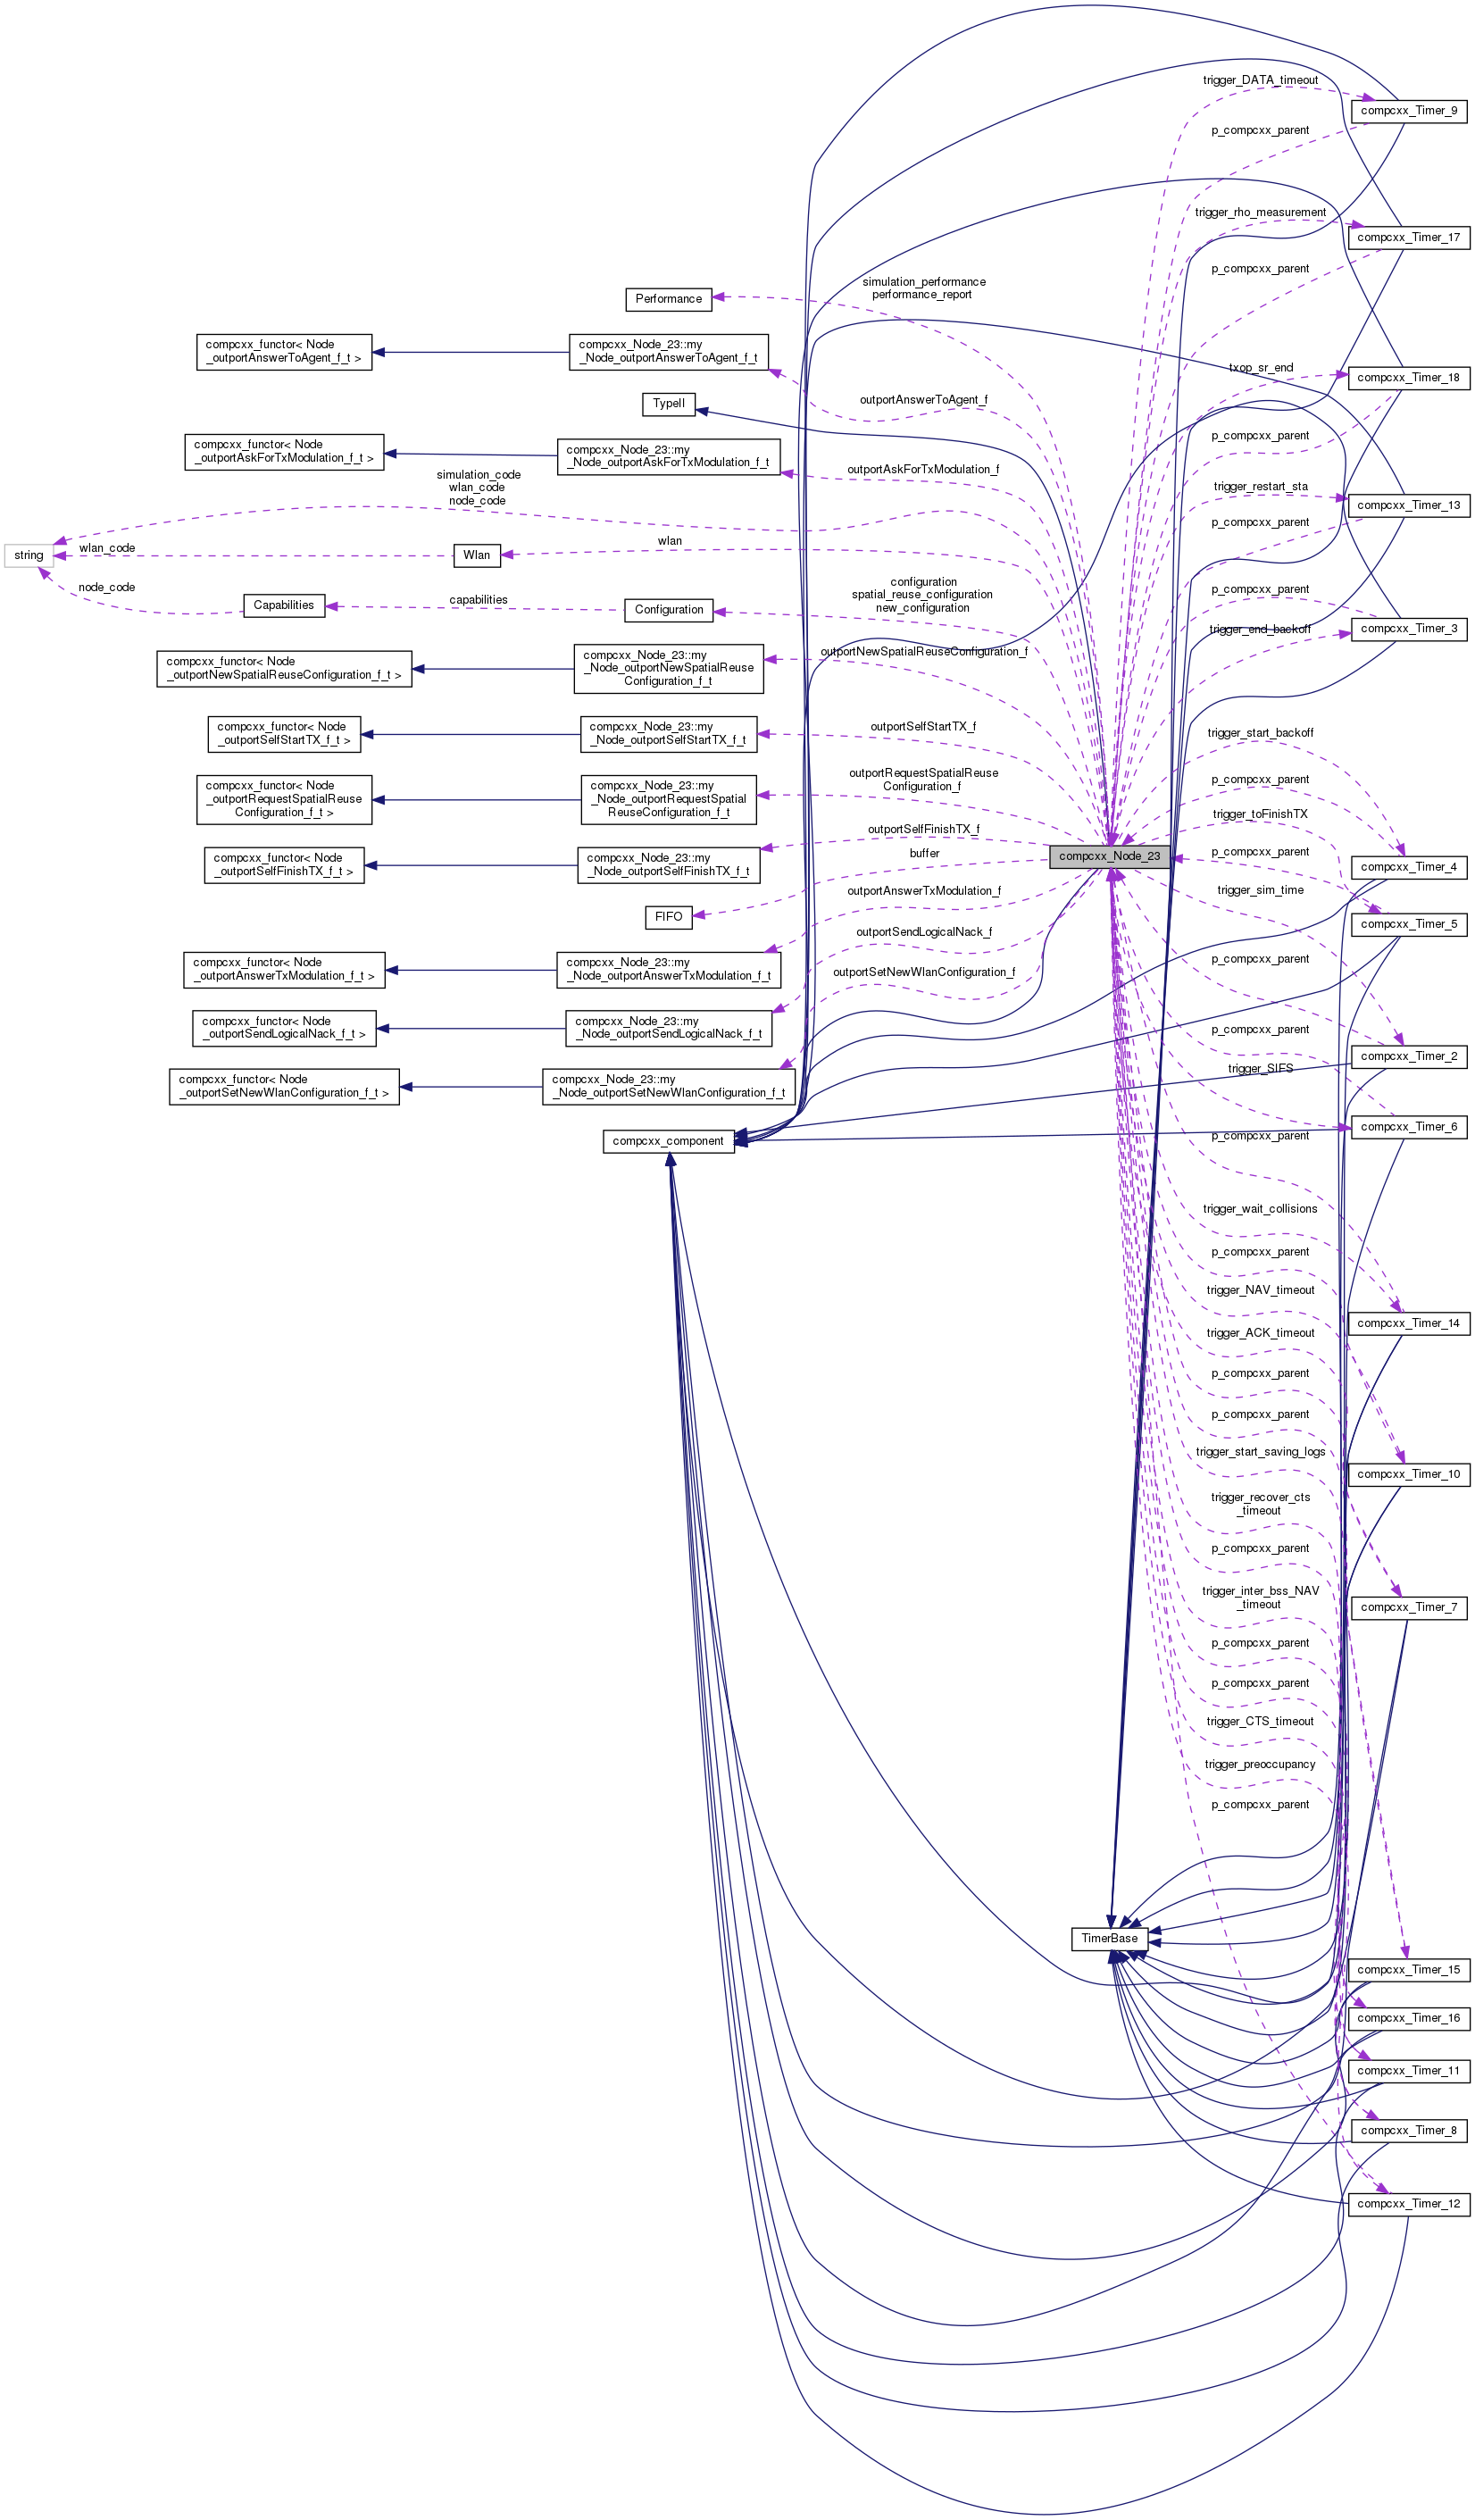 trigger_DATA_timeout
compcxx_Timer_9
p_compcxx_parent
trigger_rho_measurement
compcxx_Timer_17
p_compcxx_parent
simulation_performance
performance_report
Performance
compcxx_functor< Node
_outportAnswerToAgent_f_t >
compcxx_Node_23::my
_Node_outportAnswerToAgent_f_t
txop_sr_end
compcxx_Timer_18
outportAnswerToAgent_f
TypeII
p_compcxx_parent
compcxx_functor< Node
_outportAskForTxModulation_f_t >
compcxx_Node_23::my
_Node_outportAskForTxModulation_f_t
outportAskForTxModulation_f
simulation_code
wlan_code
node_code
trigger_restart_sta
compcxx_Timer_13
p_compcxx_parent
string
wlan_code
Wlan
wlan
node_code
Capabilities
capabilities
Configuration
configuration
spatial_reuse_configuration
new_configuration
p_compcxx_parent
trigger_end_backoff
compcxx_Timer_3
compcxx_functor< Node
_outportNewSpatialReuseConfiguration_f_t >
compcxx_Node_23::my
_Node_outportNewSpatialReuse
Configuration_f_t
outportNewSpatialReuseConfiguration_f
compcxx_functor< Node
_outportSelfStartTX_f_t >
compcxx_Node_23::my
_Node_outportSelfStartTX_f_t
outportSelfStartTX_f
trigger_start_backoff
compcxx_functor< Node
_outportRequestSpatialReuse
Configuration_f_t >
compcxx_Node_23::my
_Node_outportRequestSpatial
ReuseConfiguration_f_t
outportRequestSpatialReuse
Configuration_f
p_compcxx_parent
trigger_toFinishTX
compcxx_functor< Node
_outportSelfFinishTX_f_t >
compcxx_Node_23::my
_Node_outportSelfFinishTX_f_t
outportSelfFinishTX_f
buffer
compcxx_Node_23
p_compcxx_parent
compcxx_Timer_4
trigger_sim_time
FIFO
outportAnswerTxModulation_f
compcxx_Timer_5
compcxx_functor< Node
_outportAnswerTxModulation_f_t >
compcxx_Node_23::my
_Node_outportAnswerTxModulation_f_t
outportSendLogicalNack_f
outportSetNewWlanConfiguration_f
p_compcxx_parent
compcxx_functor< Node
_outportSendLogicalNack_f_t >
compcxx_Node_23::my
_Node_outportSendLogicalNack_f_t
p_compcxx_parent
compcxx_Timer_2
trigger_SIFS
compcxx_functor< Node
_outportSetNewWlanConfiguration_f_t >
compcxx_Node_23::my
_Node_outportSetNewWlanConfiguration_f_t
compcxx_component
compcxx_Timer_6
p_compcxx_parent
trigger_wait_collisions
p_compcxx_parent
trigger_NAV_timeout
compcxx_Timer_14
trigger_ACK_timeout
p_compcxx_parent
p_compcxx_parent
trigger_start_saving_logs
compcxx_Timer_10
trigger_recover_cts
_timeout
p_compcxx_parent
trigger_inter_bss_NAV
_timeout
compcxx_Timer_7
p_compcxx_parent
p_compcxx_parent
trigger_CTS_timeout
trigger_preoccupancy
p_compcxx_parent
TimerBase
compcxx_Timer_15
compcxx_Timer_16
compcxx_Timer_11
compcxx_Timer_8
compcxx_Timer_12